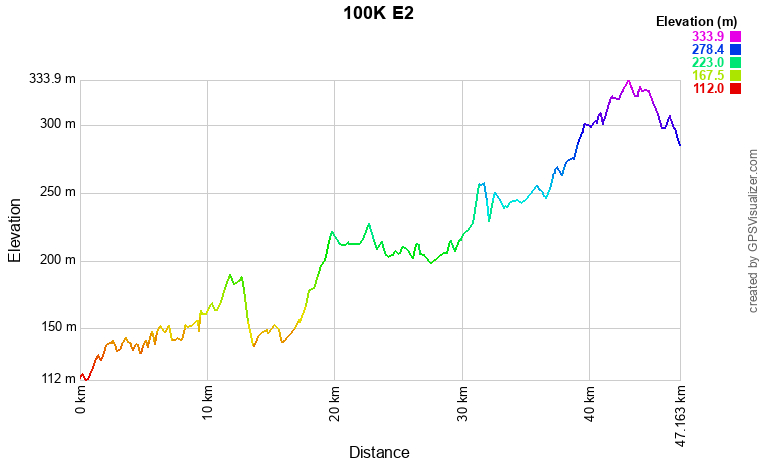 100K E2
Elevation (m)
333.9
278.4
223.0
167.5
112.0
333.9 m
300 m
250 m
200 m
150 m
112 m
Elevation
0 km
10 km
20 km
30 km
40 km
47.163 km
Distance
created by GPSVisualizer.com